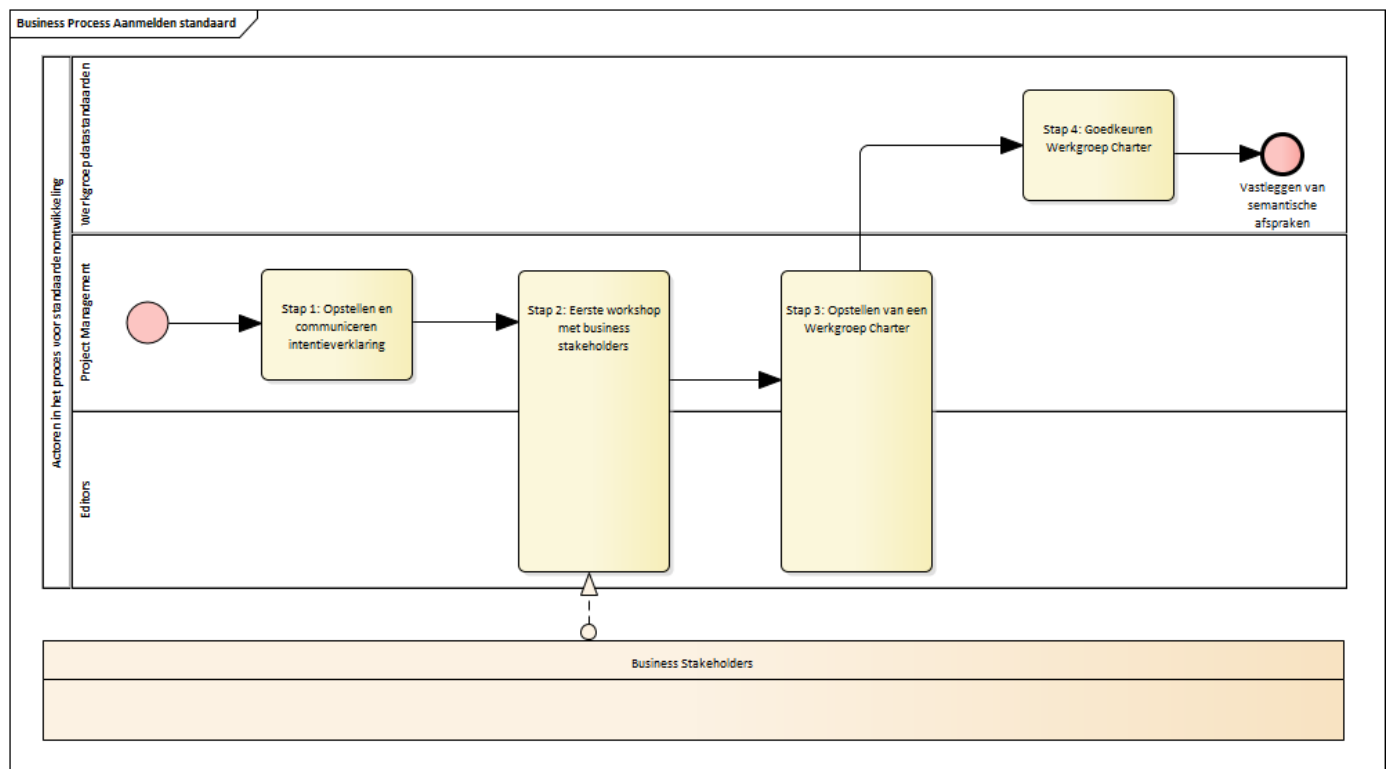 Business Process Aanmelden standaard
Actoren in het proces voor standaardenontwikkeling
Werkgroep datastandaarden
Stap 4: Goedkeuren
Werkgroep Charter
Vastleggen van
semantische
afspraken
Project Management
Stap 1: Opstellen en
communiceren
intentieverklaring
Stap 2: Eerste workshop
met business
stakeholders
Stap 3: Opstellen van een
Werkgroep Charter
Editors
Business Stakeholders